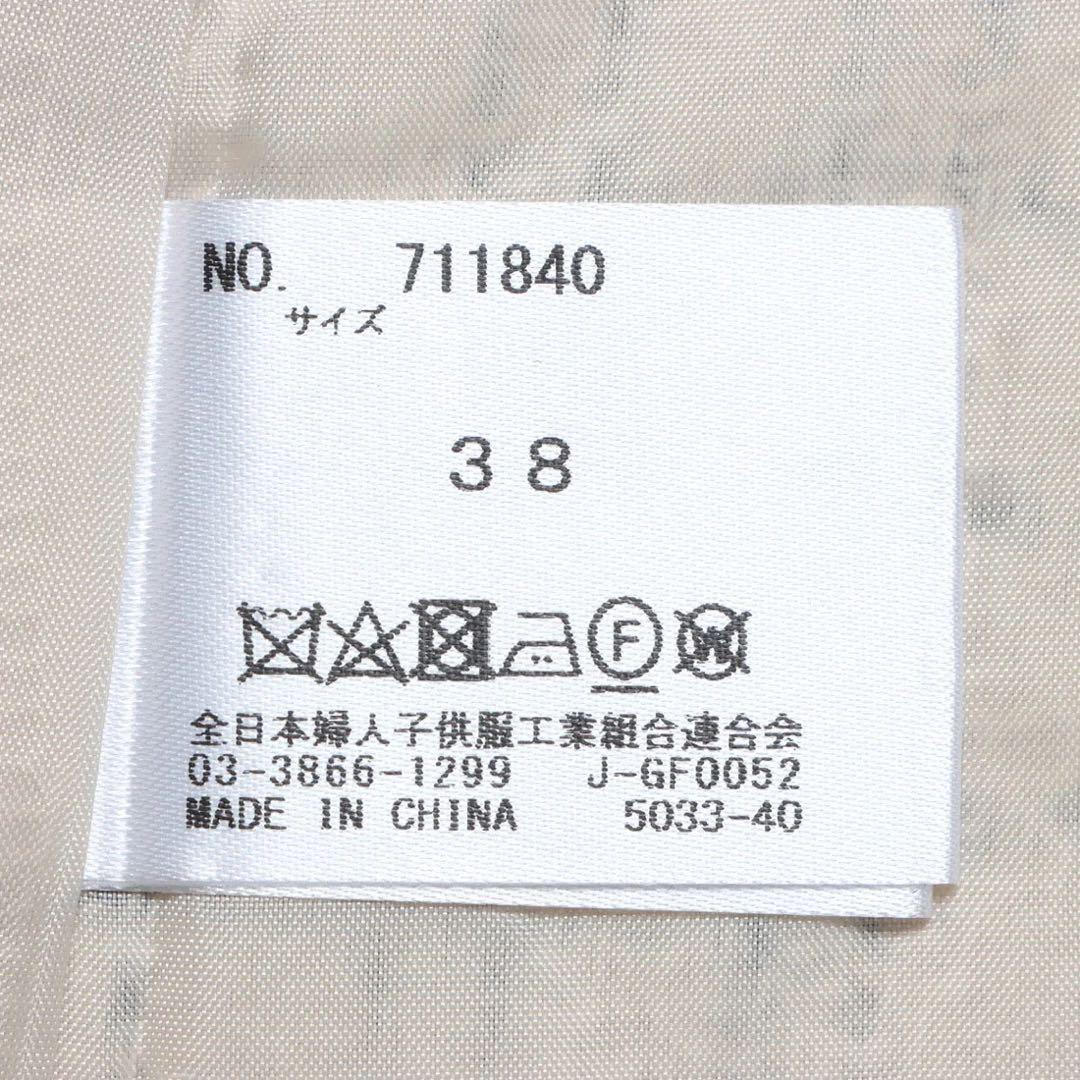 NO. 711840
サイズ
38
F
W
全日本婦人子供服工業組合連合会
03-3866-1299 J-GF0052
MADE IN CHINA 5033-40